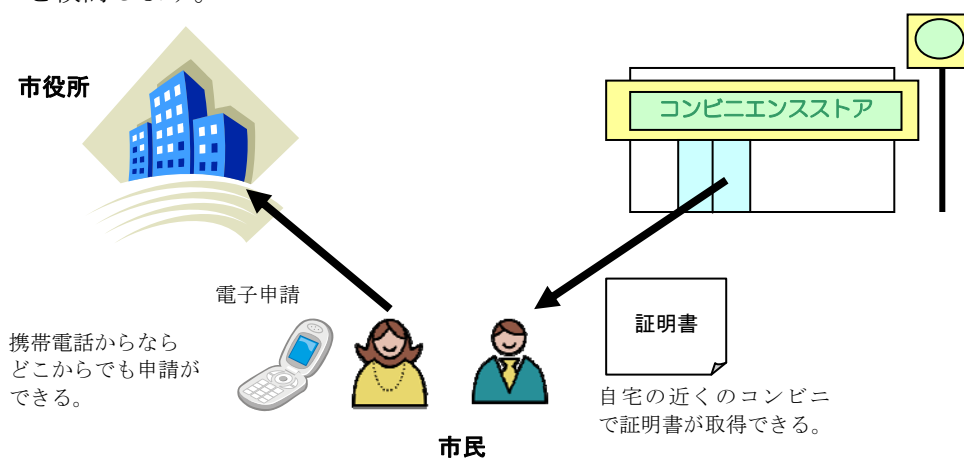 市役所
コンビニエンスストア
電子申請
携帯電話からなら
どこからでも申請が
できる。
証明書
自宅の近くのコンビニ
で証明書が取得できる。
市民